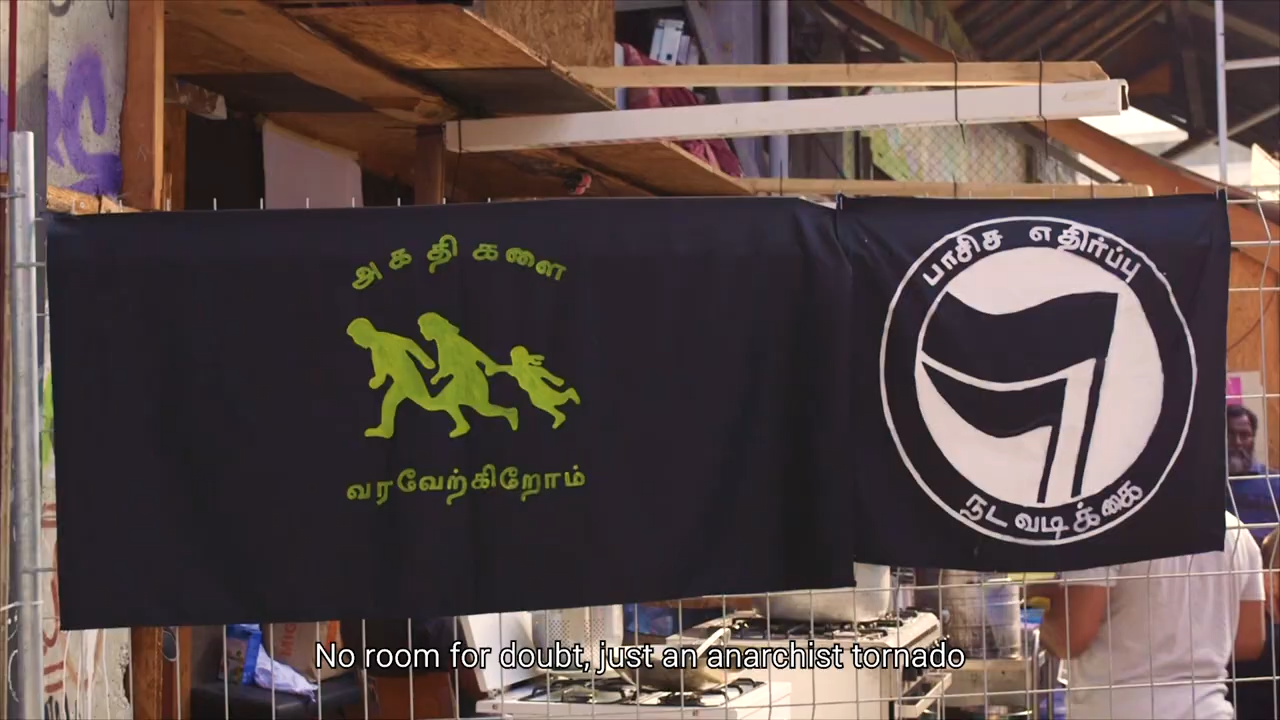 அகதிகளை
வரவேற்கிறோம்
பாசிச எதிர்ப்பு
நடவடிக்கை
No room for doubt, just an anarchist tornado